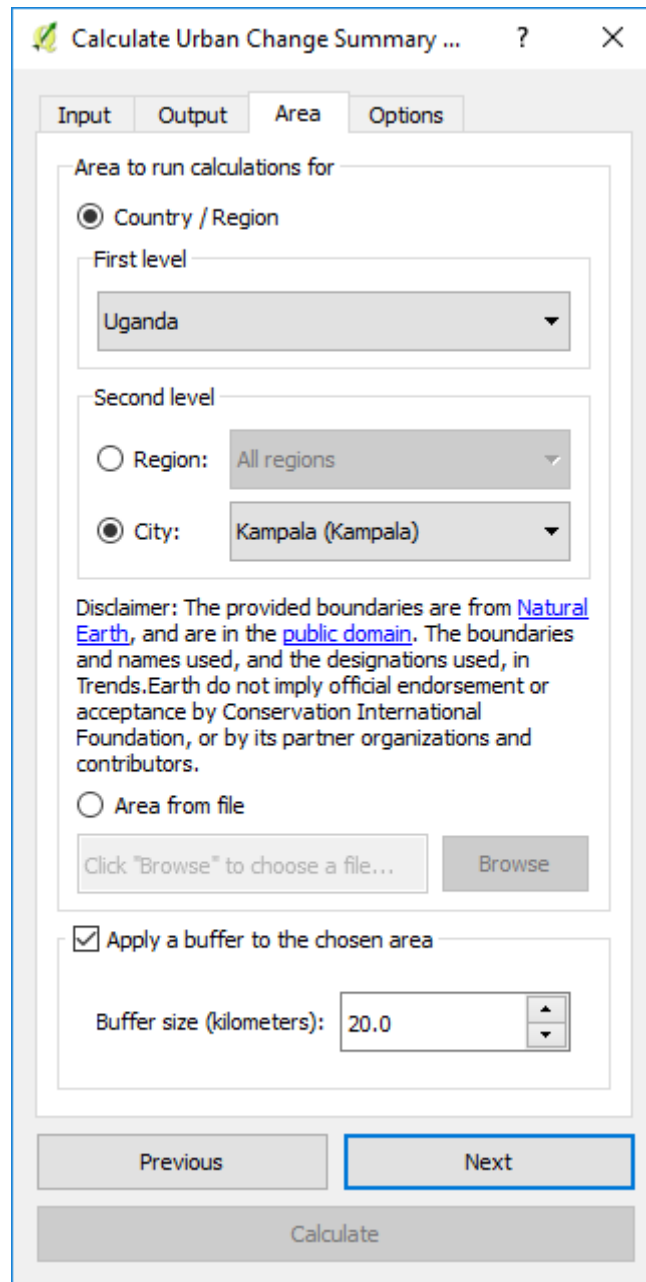 Calculate Urban Change Summary ... ? ×
Input Output Area Options
Area to run calculations for
Country / Region
First level
Uganda
Second level
Region: All regions
City: Kampala (Kampala)
Disclaimer: The provided boundaries are from Natural
Earth, and are in the public domain. The boundaries
and names used, and the designations used, in
Trends.Earth do not imply official endorsement or
acceptance by Conservation International
Foundation, or by its partner organizations and
contributors.
Area from file
Click "Browse" to choose a file... Browse
Apply a buffer to the chosen area
Buffer size (kilometers): 20.0
Previous Next
Calculate